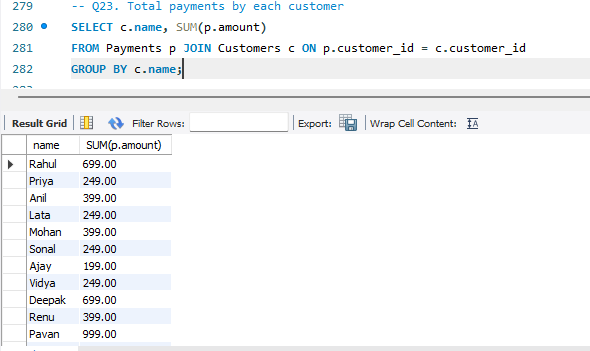 279 -- Q23. Total payments by each customer
280 SELECT c.name, SUM(p.amount)
281 FROM Payments p JOIN Customers c ON p.customer_id = c.customer_id
282 GROUP BY c.name;
Result Grid Filter Rows: Export: Wrap Cell Content:
name SUM(p.amount)
Rahul 699.00
Priya 249.00
Anil 399.00
Lata 249.00
Mohan 399.00
Sonal 249.00
Ajay 199.00
Vidya 249.00
Deepak 699.00
Renu 399.00
Pavan 999.00